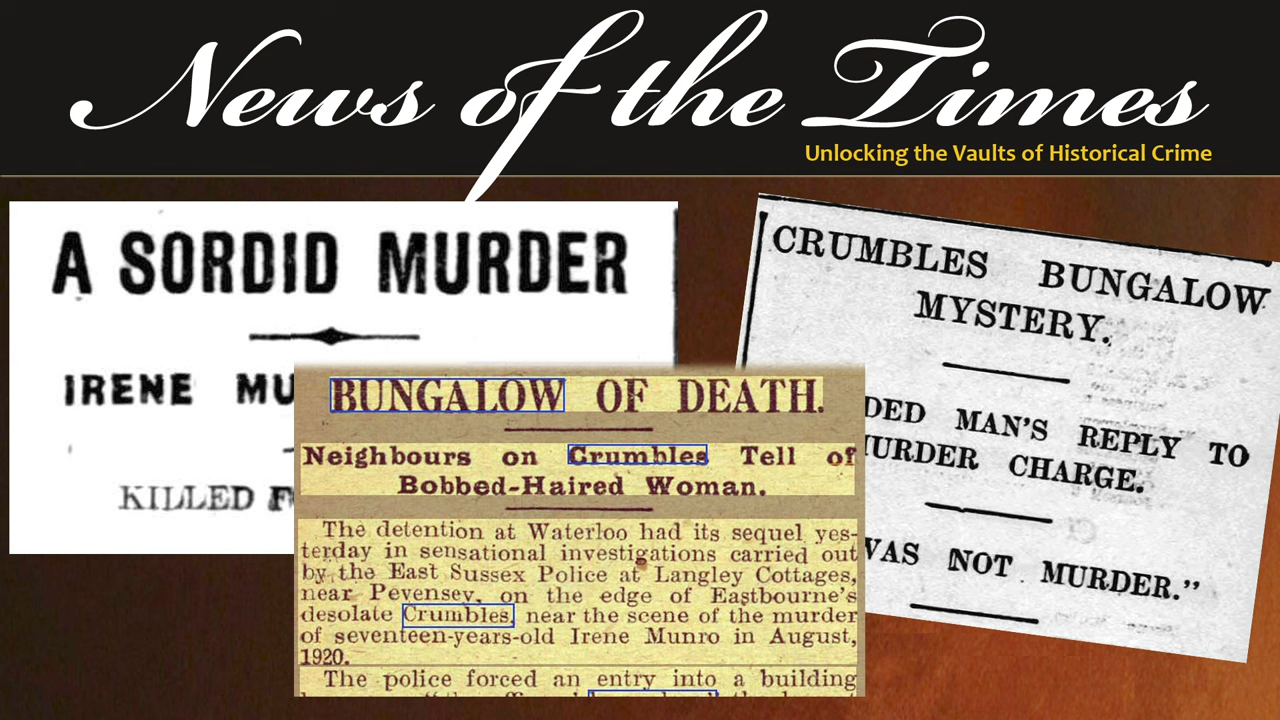 News of the Times
Unlocking the Vaults of Historical Crime
A SORDID MURDER
IRENE MU
KILLED
BUNGALOW OF DEATH.
Neighbours on Crumbles Tell of
Bobbed-Haired Woman.
The detention at Waterloo had its sequel yes-
terday in sensational investigations carried out
by the East Sussex Police at Langley Cottages,
near Pevensey, on the edge of Eastbourne's
desolate Crumbles, near the scene of the murder
of seventeen-years-old Irene Munro in August,
1920.
The police forced an entry into a building
CRUMBLES BUNGALOW
MYSTERY.
DED MAN'S REPLY TO
URDER CHARGE.
WAS NOT MURDER."